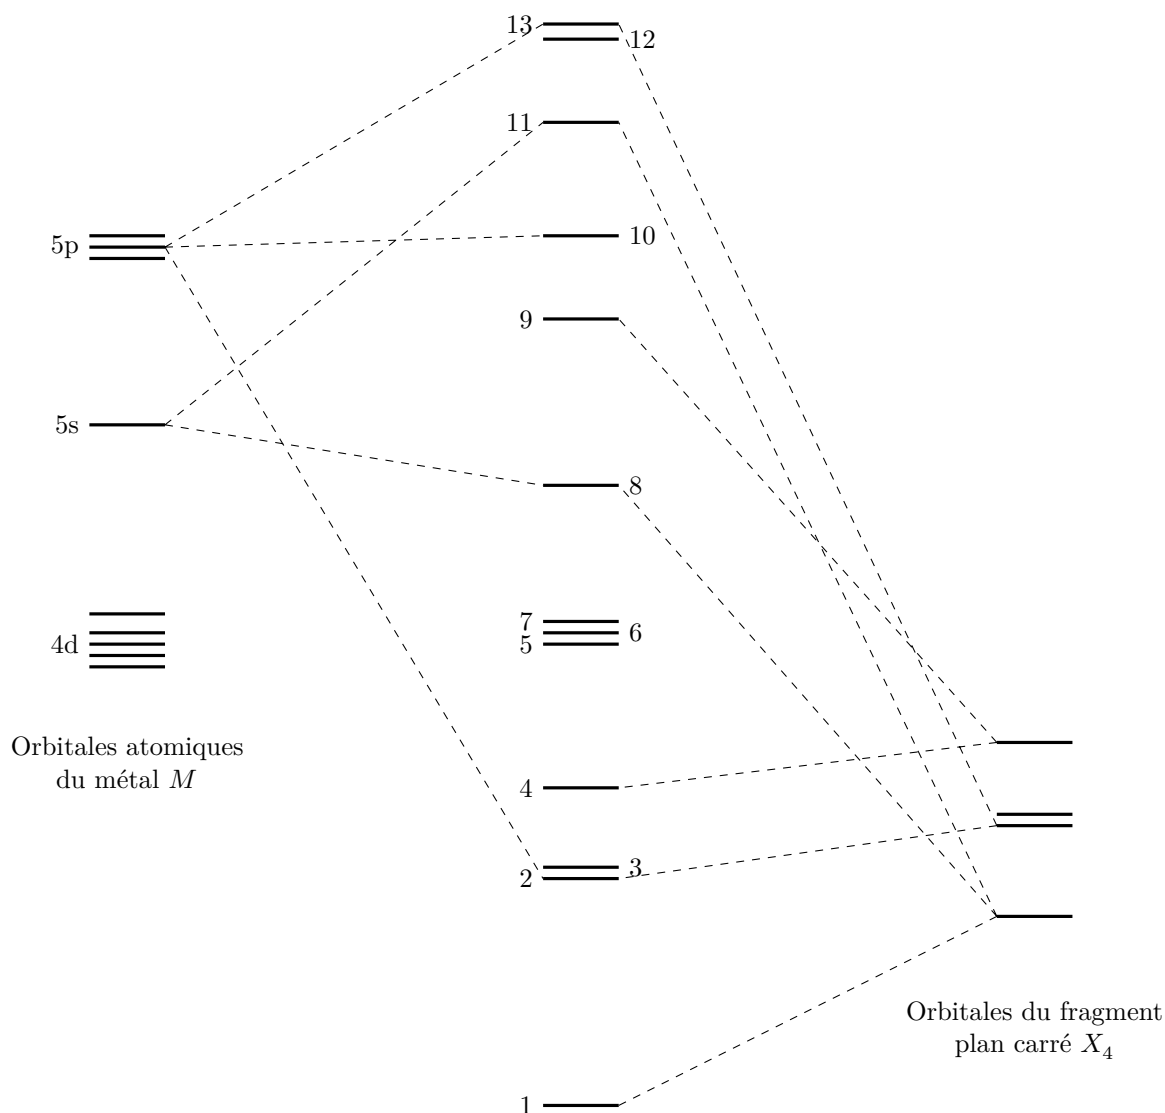 13
12
11
5p
10
9
5s
8
7
6
5
4d
Orbitales atomiques
du métal M
4
3
2
Orbitales du fragment
plan carré X₄
1